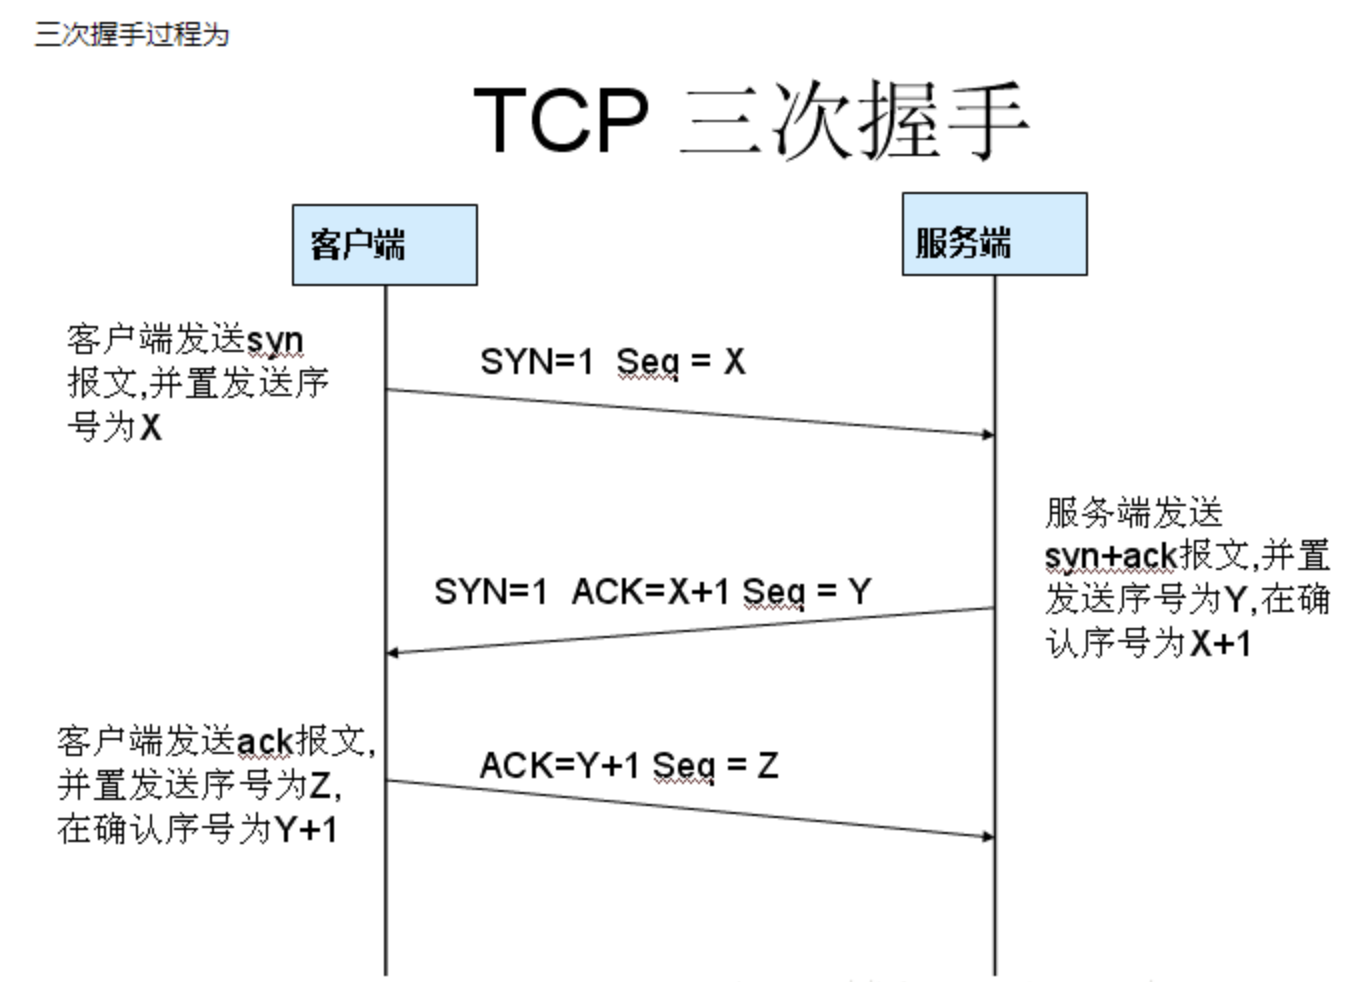 三次握手过程为
TCP 三次握手
客户端
服务端
客户端发送syn
报文,并置发送序
号为X
SYN=1 Seq = X
服务端发送
syn+ack报文,并置
发送序号为Y,在确
认序号为X+1
SYN=1 ACK=X+1 Seq = Y
客户端发送ack报文,
并置发送序号为Z,
在确认序号为Y+1
ACK=Y+1 Seq = Z